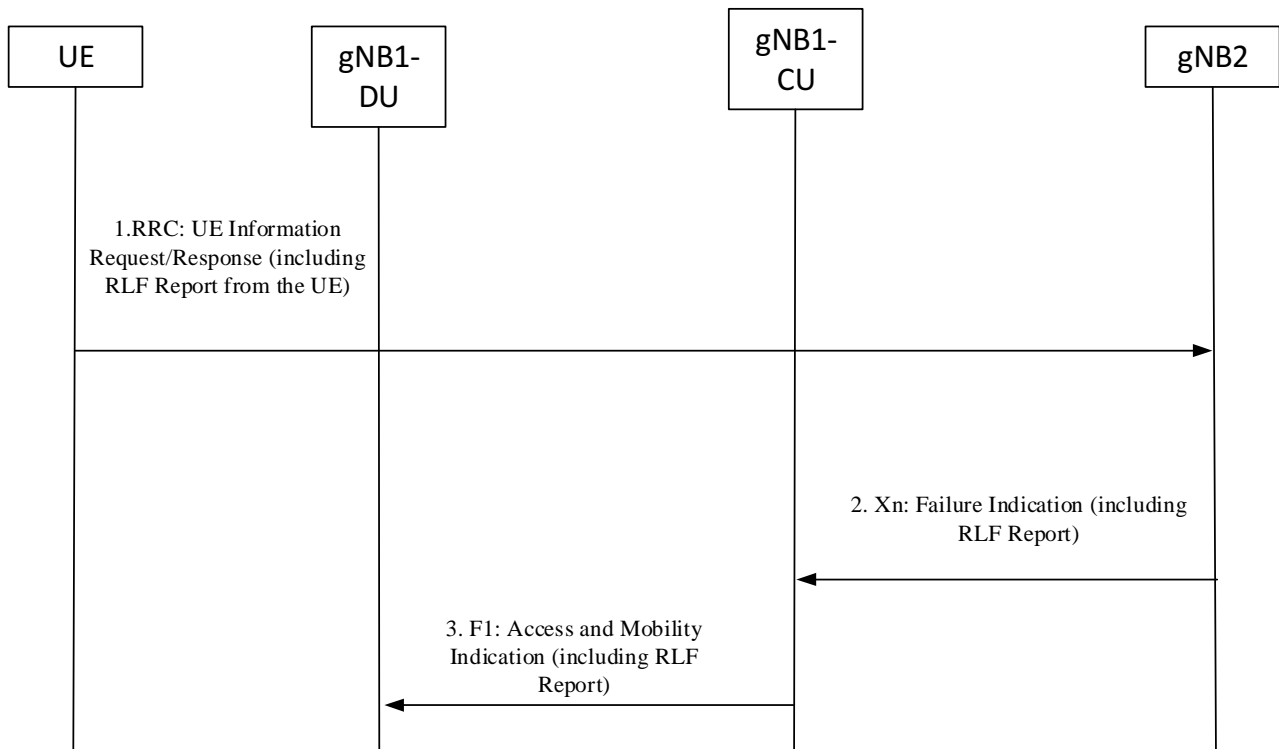 UE
gNB1-
DU
gNB1-
CU
gNB2
1.RRC: UE Information
Request/Response (including
RLF Report from the UE)
2. Xn: Failure Indication (including
RLF Report)
3. F1: Access and Mobility
Indication (including RLF
Report)